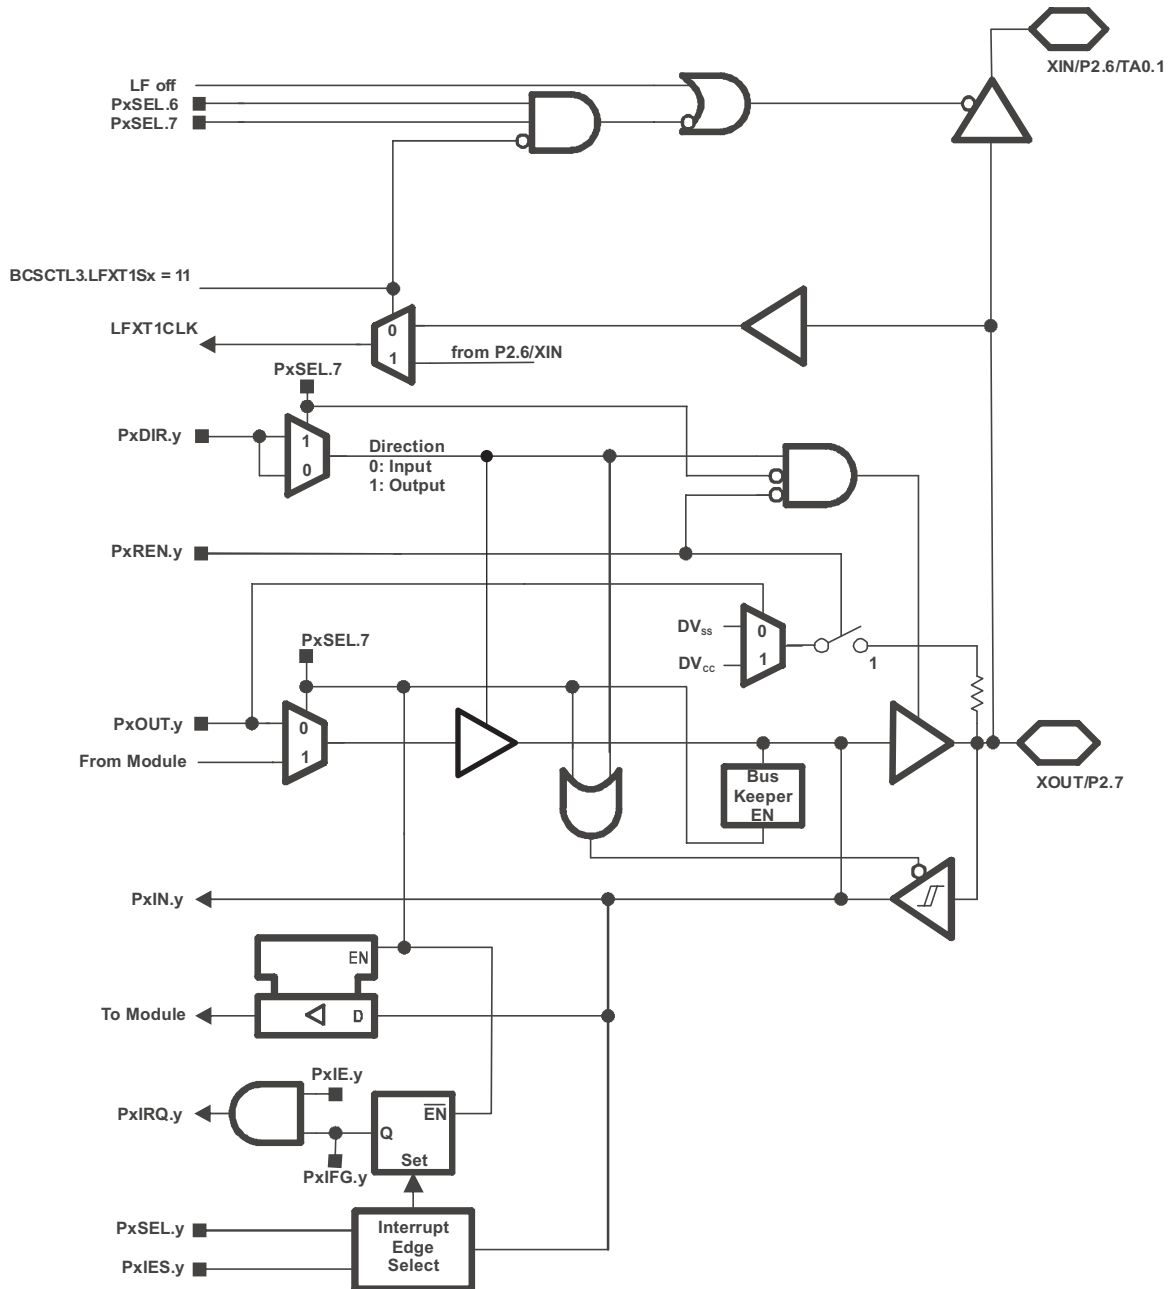 XIN/P2.6/TA0.1
LF off
PxSEL.6
PxSEL.7
BCSCTL3.LFXT1Sx = 11
LFXT1CLK
0
1
from P2.6/XIN
PxSEL.7
PxDIR.y
1
0
Direction
0: Input
1: Output
PxREN.y
DVss
0
DVcc
1
1
PxSEL.7
PxOUT.y
0
From Module
1
Bus
Keeper
EN
XOUT/P2.7
PxIN.y
EN
To Module
D
PxIE.y
PxIRQ.y
EN
Q
Set
PxIFG.y
PxSEL.y
PxIES.y
Interrupt
Edge
Select